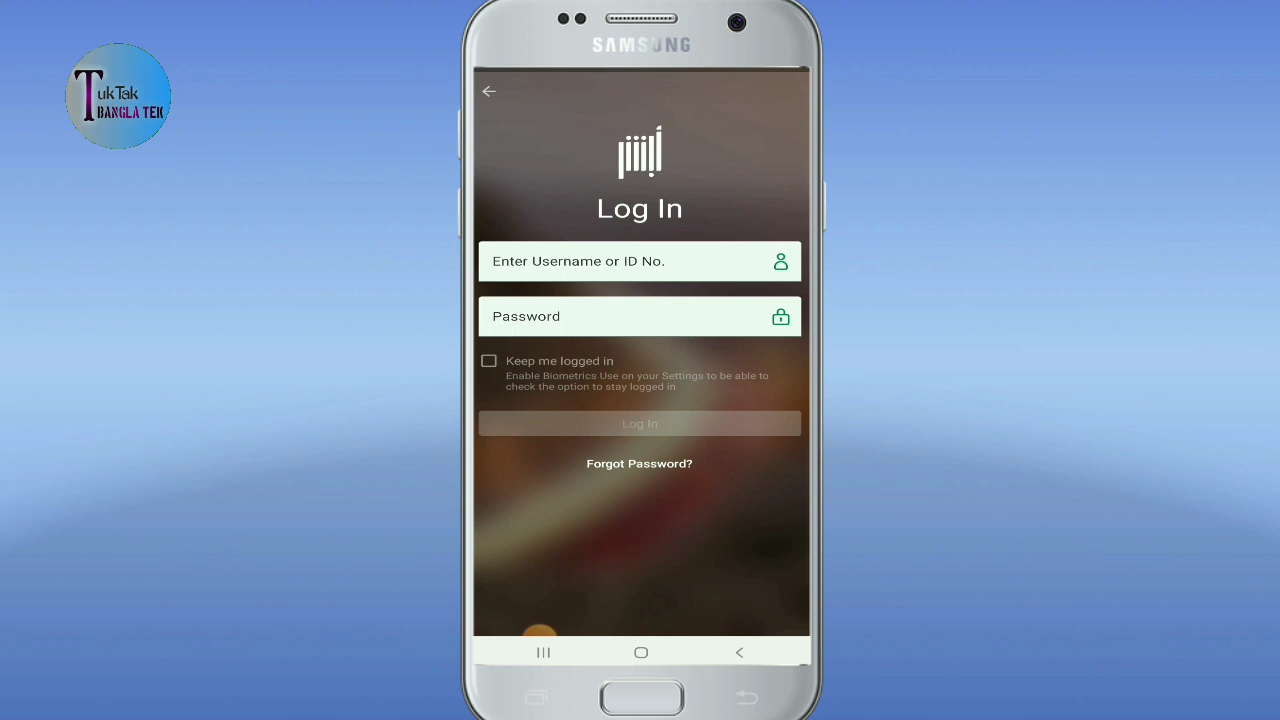 TukTak
BANGLA TEK
SAMSUNG
أبشر
Log In
Enter Username or ID No.
Password
Keep me logged in
Enable Biometrics Use on your Settings to be able to
check the option to stay logged in
Log In
Forgot Password?